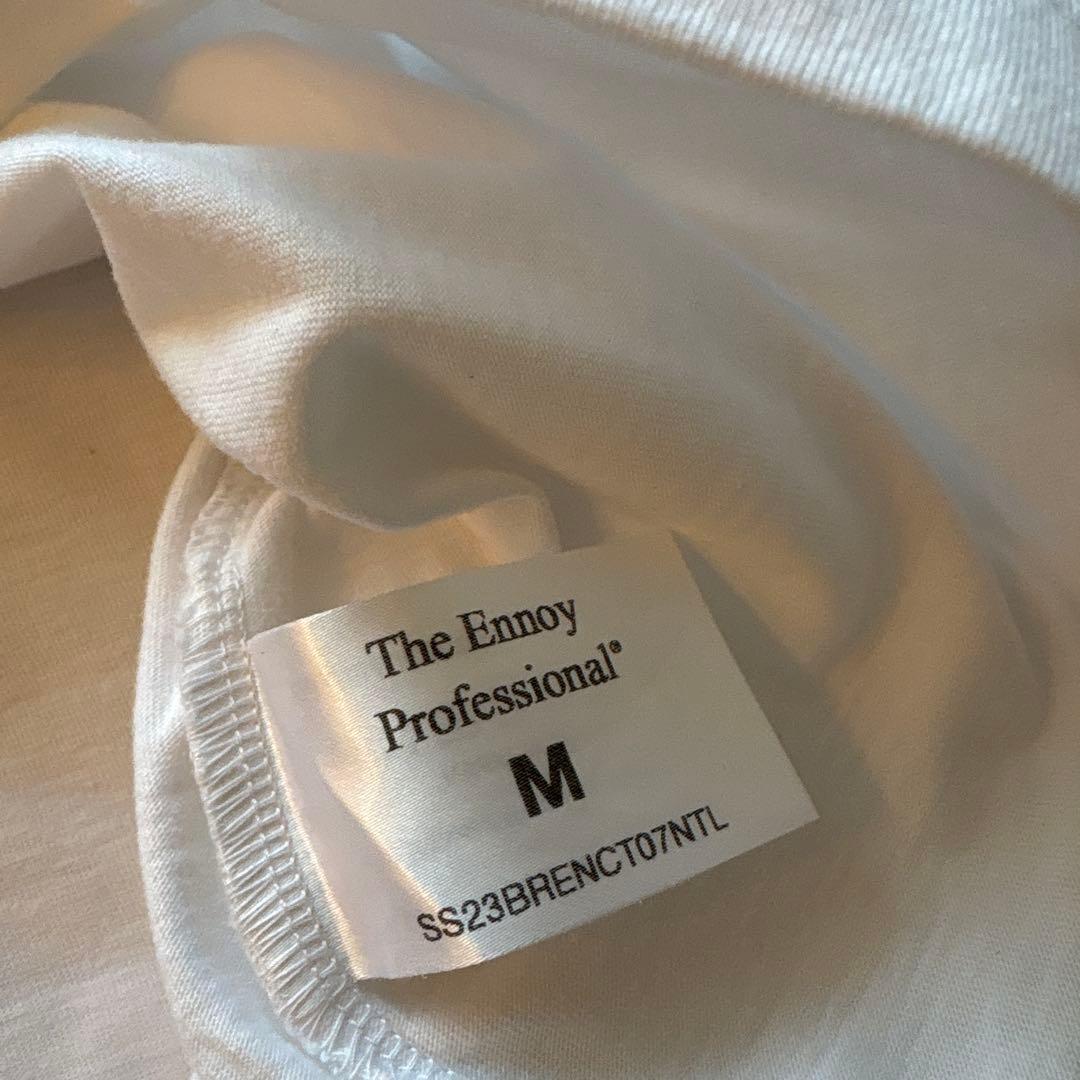 The Ennoy
Professional®
M
SS23BRENCT07NTL